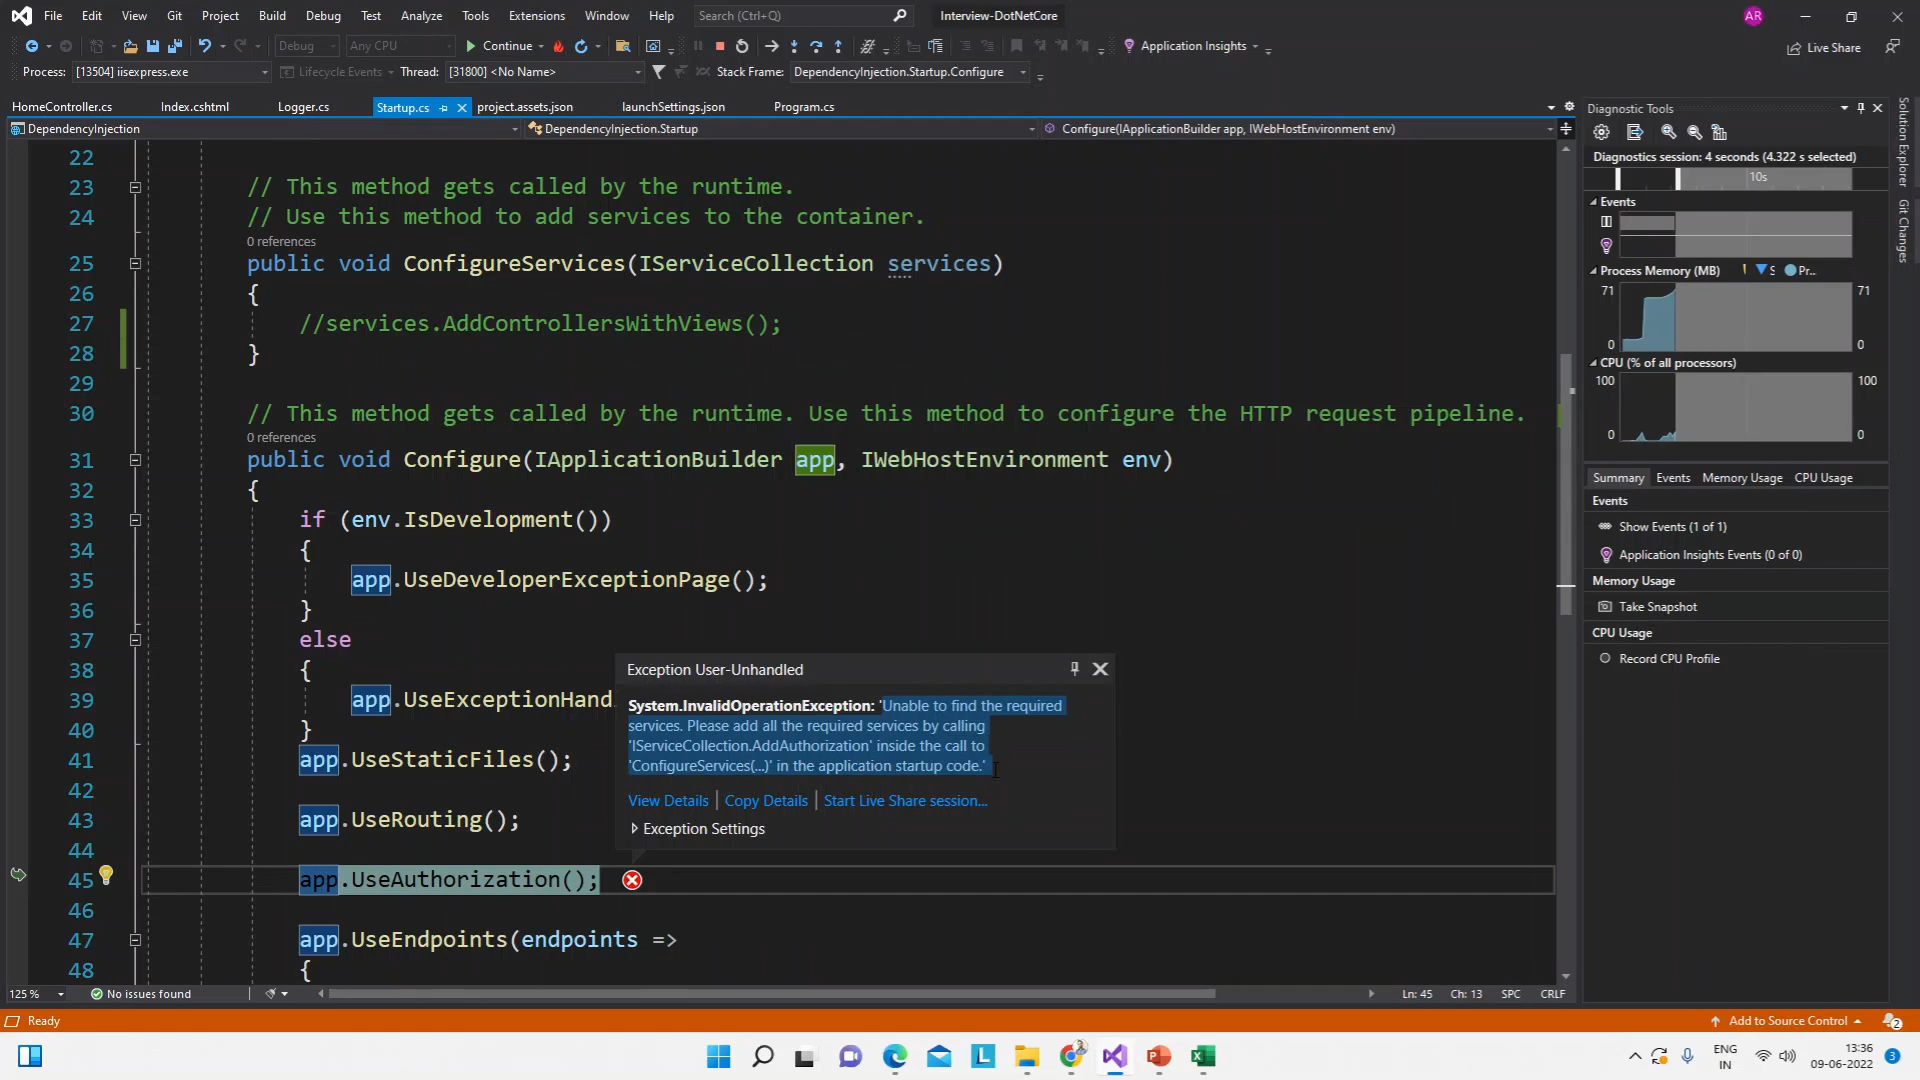 File Edit View Git Project Build Debug Test Analyze Tools Extensions Window Help Search (Ctrl+Q) Interview-DotNetCore AR
Debug Any CPU Continue Application Insights Live Share
Process: [13504] iisexpress.exe Lifecycle Events Thread: [31800] <No Name> Stack Frame: DependencyInjection.Startup.Configure
HomeController.cs Index.cshtml Logger.cs Startup.cs project.assets.json launchSettings.json Program.cs
DependencyInjection DependencyInjection.Startup Configure(IApplicationBuilder app, IWebHostEnvironment env)
22
23 // This method gets called by the runtime.
24 // Use this method to add services to the container.
0 references
25 public void ConfigureServices(IServiceCollection services)
26 {
27 //services.AddControllersWithViews();
28 }
29
30 // This method gets called by the runtime. Use this method to configure the HTTP request pipeline.
0 references
31 public void Configure(IApplicationBuilder app, IWebHostEnvironment env)
32 {
33 if (env.IsDevelopment())
34 {
35 app.UseDeveloperExceptionPage();
36 }
37 else
38 {
39 app.UseExceptionHand
40 }
41 app.UseStaticFiles();
42
43 app.UseRouting();
44
45 app.UseAuthorization();
46
47 app.UseEndpoints(endpoints =>
48 {
Exception User-Unhandled
System.InvalidOperationException: 'Unable to find the required
services. Please add all the required services by calling
'IServiceCollection.AddAuthorization' inside the call to
'ConfigureServices(...)' in the application startup code.'
View Details | Copy Details | Start Live Share session...
Exception Settings
Diagnostic Tools
Diagnostics session: 4 seconds (4.322 s selected)
10s
Events
Process Memory (MB) S Pr..
71 71
0 0
CPU (% of all processors)
100 100
0 0
Summary Events Memory Usage CPU Usage
Events
Show Events (1 of 1)
Application Insights Events (0 of 0)
Memory Usage
Take Snapshot
CPU Usage
Record CPU Profile
Solution Explorer
Git Changes
125 % No issues found Ln: 45 Ch: 13 SPC CRLF
Ready Add to Source Control 2
L ENG
IN
13:36
09-06-2022
3